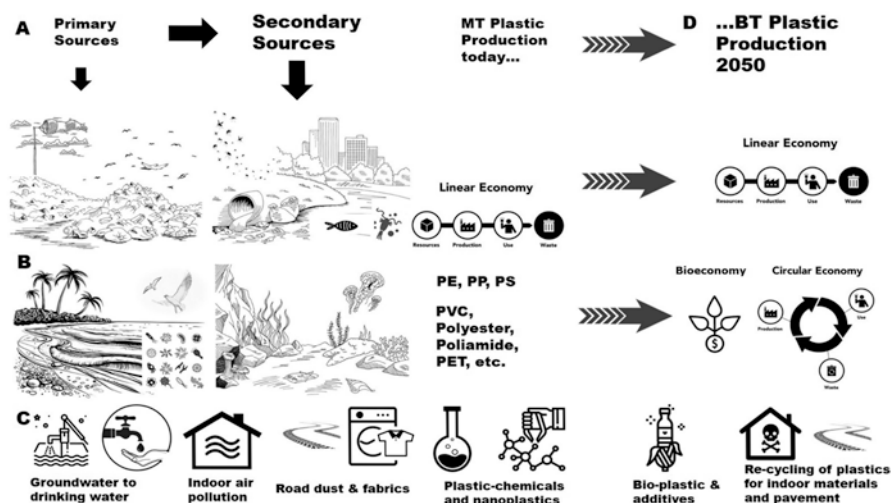 A
Primary
Sources
Secondary
Sources
MT Plastic
Production
today...
D
...BT Plastic
Production
2050
Linear Economy
Resources
Production
Use
Waste
Linear Economy
Resources
Production
Use
Waste
B
PE, PP, PS
PVC,
Polyester,
Poliamide,
PET, etc.
Bioeconomy
$
Circular Economy
Production
Use
Waste
C
Groundwater to
drinking water
Indoor air
pollution
Road dust & fabrics
Plastic-chemicals
and nanoplastics
Bio-plastic &
additives
Re-cycling of plastics
for indoor materials
and pavement